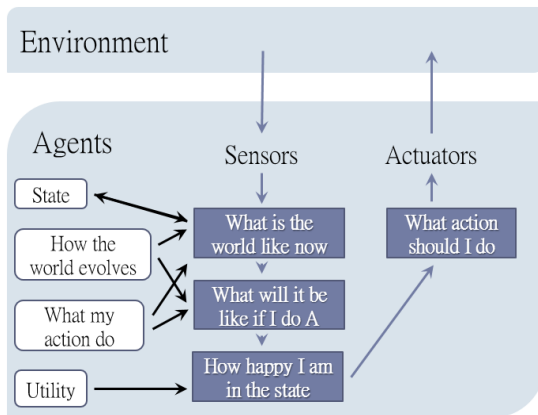 Environment
Agents
Sensors
Actuators
State
What is the
world like now
What action
should I do
How the
world evolves
What will it be
like if I do A
What my
action do
How happy I am
in the state
Utility